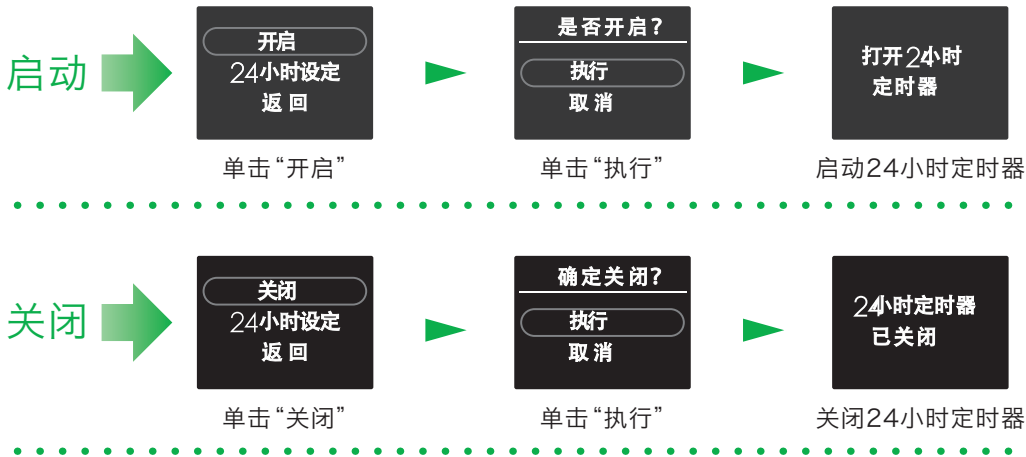 启动
开启
24小时设定
返回
单击“开启”
是否开启？
执行
取消
单击“执行”
打开24小时
定时器
启动24小时定时器
关闭
关闭
24小时设定
返回
单击“关闭”
确定关闭？
执行
取消
单击“执行”
24小时定时器
已关闭
关闭24小时定时器